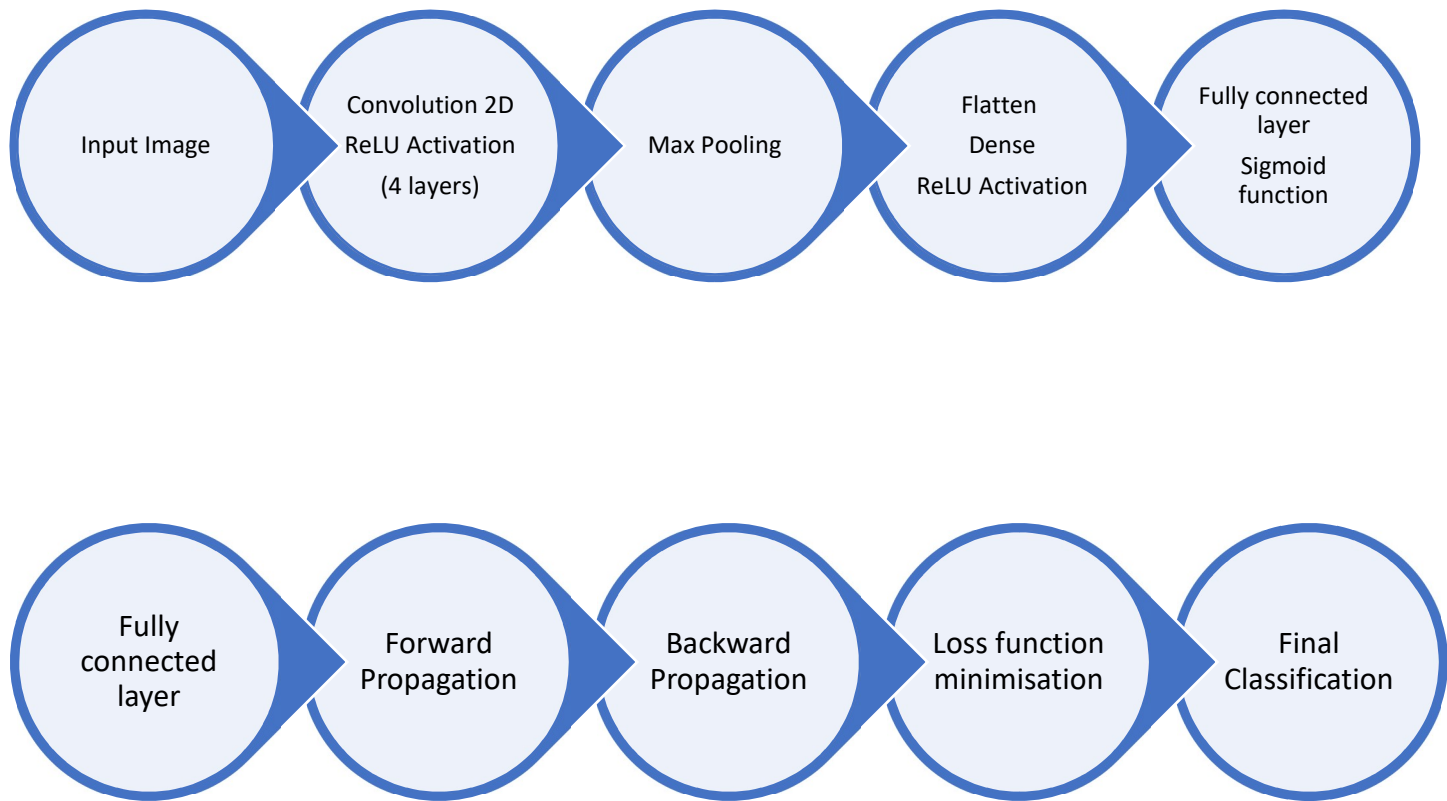 Input Image
Convolution 2D
ReLU Activation
(4 layers)
Max Pooling
Flatten
Dense
ReLU Activation
Fully connected
layer
Sigmoid
function
Fully
connected
layer
Forward
Propagation
Backward
Propagation
Loss function
minimisation
Final
Classification